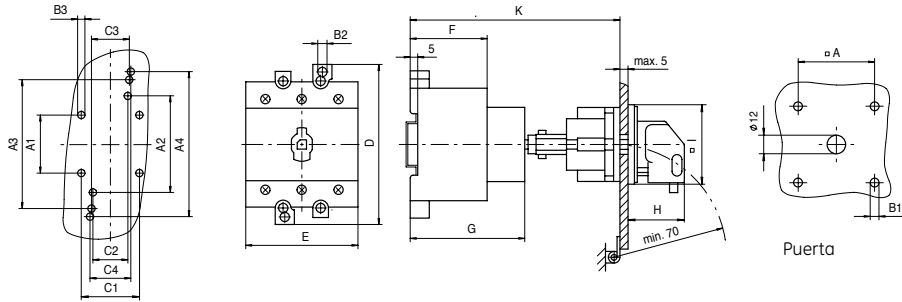 B3
C3
A3
A1
A2
A4
C2
C4
C1
B2
D
E
K
F
5
max. 5
G
I
H
min. 70
A
Ø12
B1
Puerta